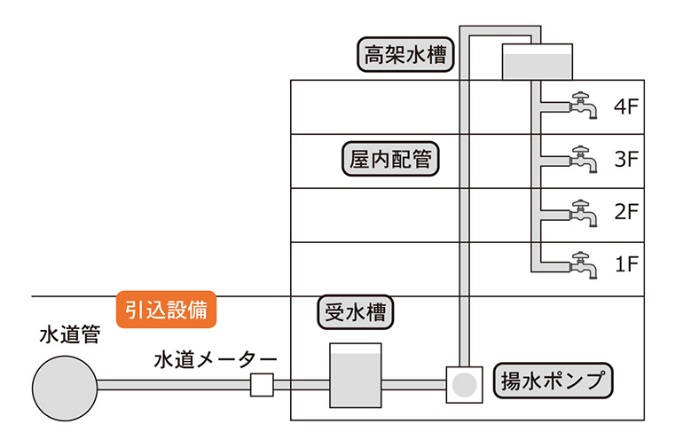 高架水槽
4F
屋内配管
3F
2F
1F
引込設備
受水槽
水道管
水道メーター
揚水ポンプ